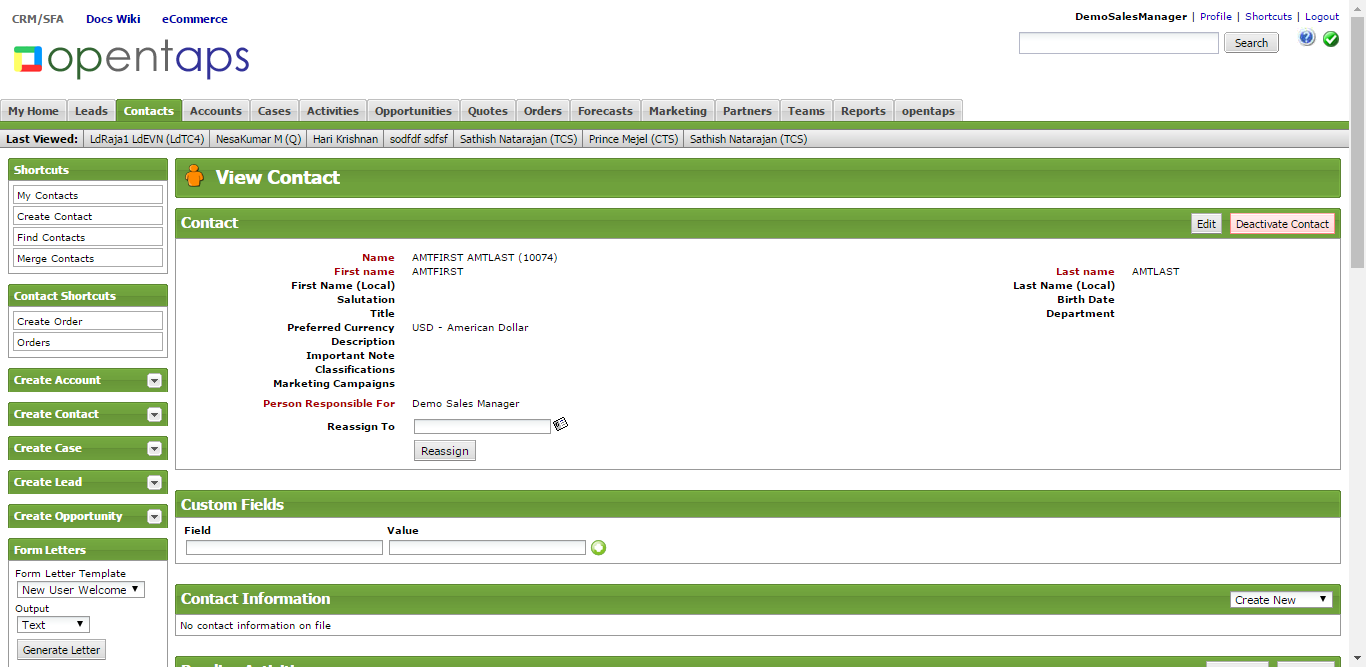 CRM/SFA Docs Wiki eCommerce
DemoSalesManager | Profile | Shortcuts | Logout
opentaps
Search
My Home Leads Contacts Accounts Cases Activities Opportunities Quotes Orders Forecasts Marketing Partners Teams Reports opentaps
Last Viewed: LdRaja1 LdEVN (LdTC4) NesaKumar M (Q) Hari Krishnan sodfdf sdfsf Sathish Natarajan (TCS) Prince Mejel (CTS) Sathish Natarajan (TCS)
Shortcuts
My Contacts
Create Contact
Find Contacts
Merge Contacts
Contact Shortcuts
Create Order
Orders
Create Account
Create Contact
Create Case
Create Lead
Create Opportunity
Form Letters
Form Letter Template
New User Welcome
Output
Text
Generate Letter
View Contact
Contact Edit Deactivate Contact
Name AMTFIRST AMTLAST (10074)
First name AMTFIRST Last name AMTLAST
First Name (Local) Last Name (Local)
Salutation Birth Date
Title Department
Preferred Currency USD - American Dollar
Description
Important Note
Classifications
Marketing Campaigns
Person Responsible For Demo Sales Manager
Reassign To
Reassign
Custom Fields
Field Value
Contact Information Create New
No contact information on file